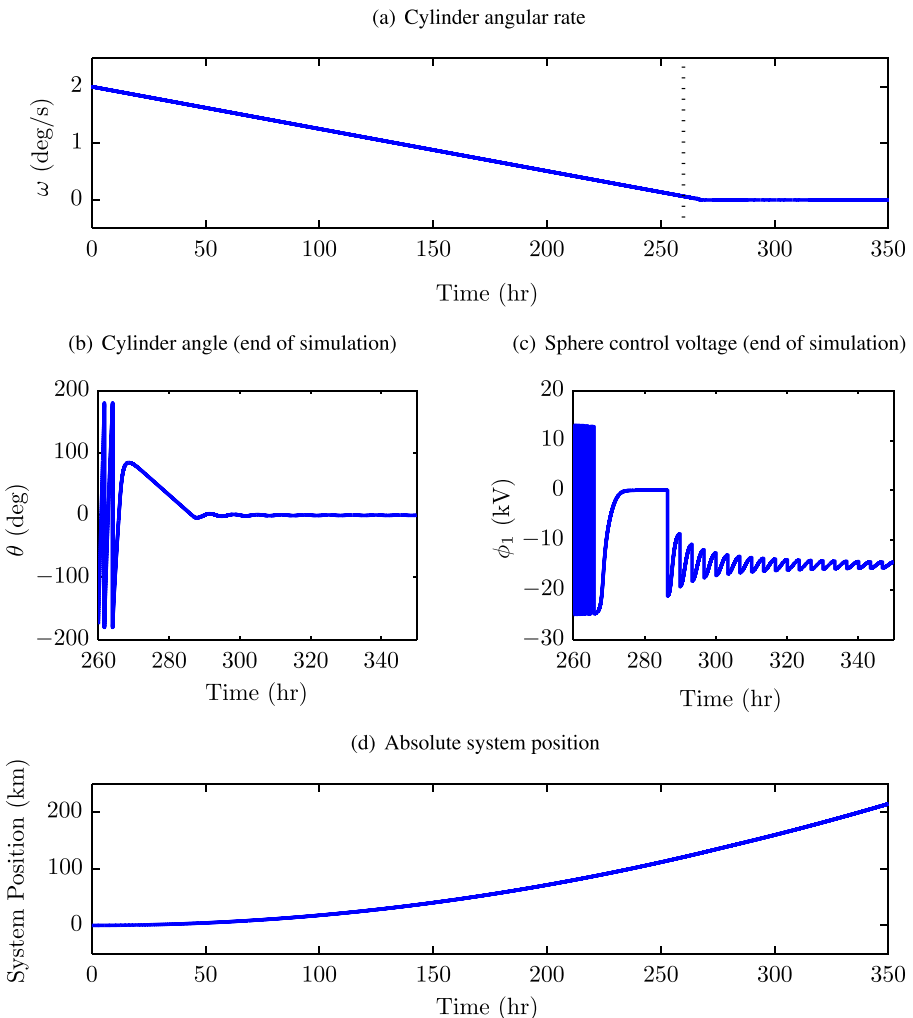 (a) Cylinder angular rate
2
1
0
ω (deg/s)
0 50 100 150 200 250 300 350
Time (hr)
(b) Cylinder angle (end of simulation)
200
100
0
−100
−200
θ (deg)
260 280 300 320 340
Time (hr)
(c) Sphere control voltage (end of simulation)
20
10
0
−10
−20
−30
ϕ1 (kV)
260 280 300 320 340
Time (hr)
(d) Absolute system position
200
100
0
System Position (km)
0 50 100 150 200 250 300 350
Time (hr)